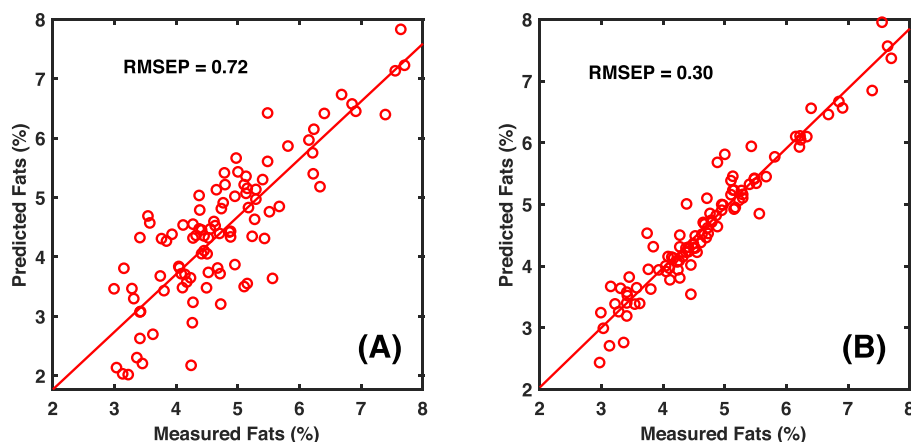 8
7
6
5
4
3
2
Predicted Fats (%)
RMSEP = 0.72
(A)
2 3 4 5 6 7 8
Measured Fats (%)
8
7
6
5
4
3
2
Predicted Fats (%)
RMSEP = 0.30
(B)
2 3 4 5 6 7 8
Measured Fats (%)